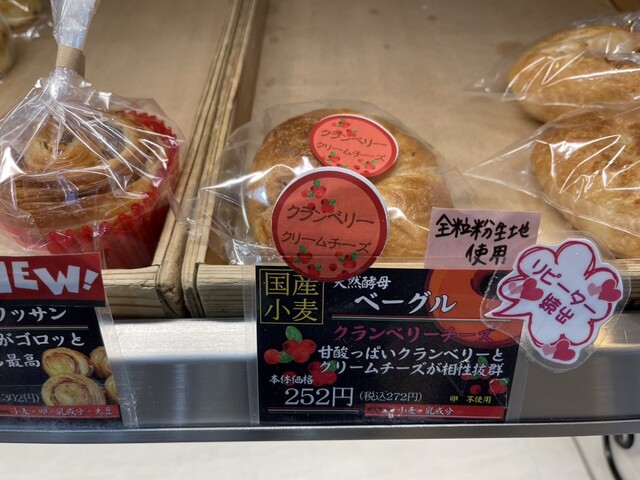 クランベリー
クリームチーズ
クランベリー
クリームチーズ
全粒粉生地
使用
リピーター
続出
国産
小麦
天然酵母
ベーグル
クランベリーチーズ
甘酸っぱいクランベリーと
クリームチーズが相性抜群
本体価格
252円(税込272円)
卵 不使用
小麦・乳成分
NEW!
ワッサン
がゴロッと
も最高
302円)
小麦・卵・乳成分・大豆